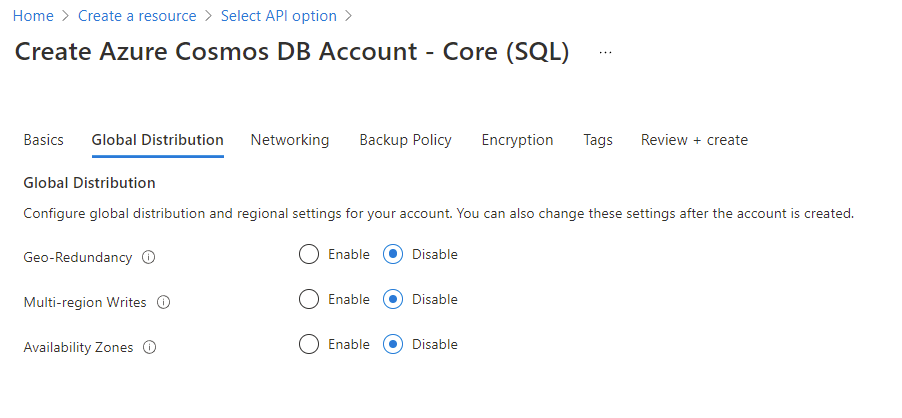 Home > Create a resource > Select API option >
Create Azure Cosmos DB Account - Core (SQL) ...
Basics Global Distribution Networking Backup Policy Encryption Tags Review + create
Global Distribution
Configure global distribution and regional settings for your account. You can also change these settings after the account is created.
Geo-Redundancy Enable Disable
Multi-region Writes Enable Disable
Availability Zones Enable Disable